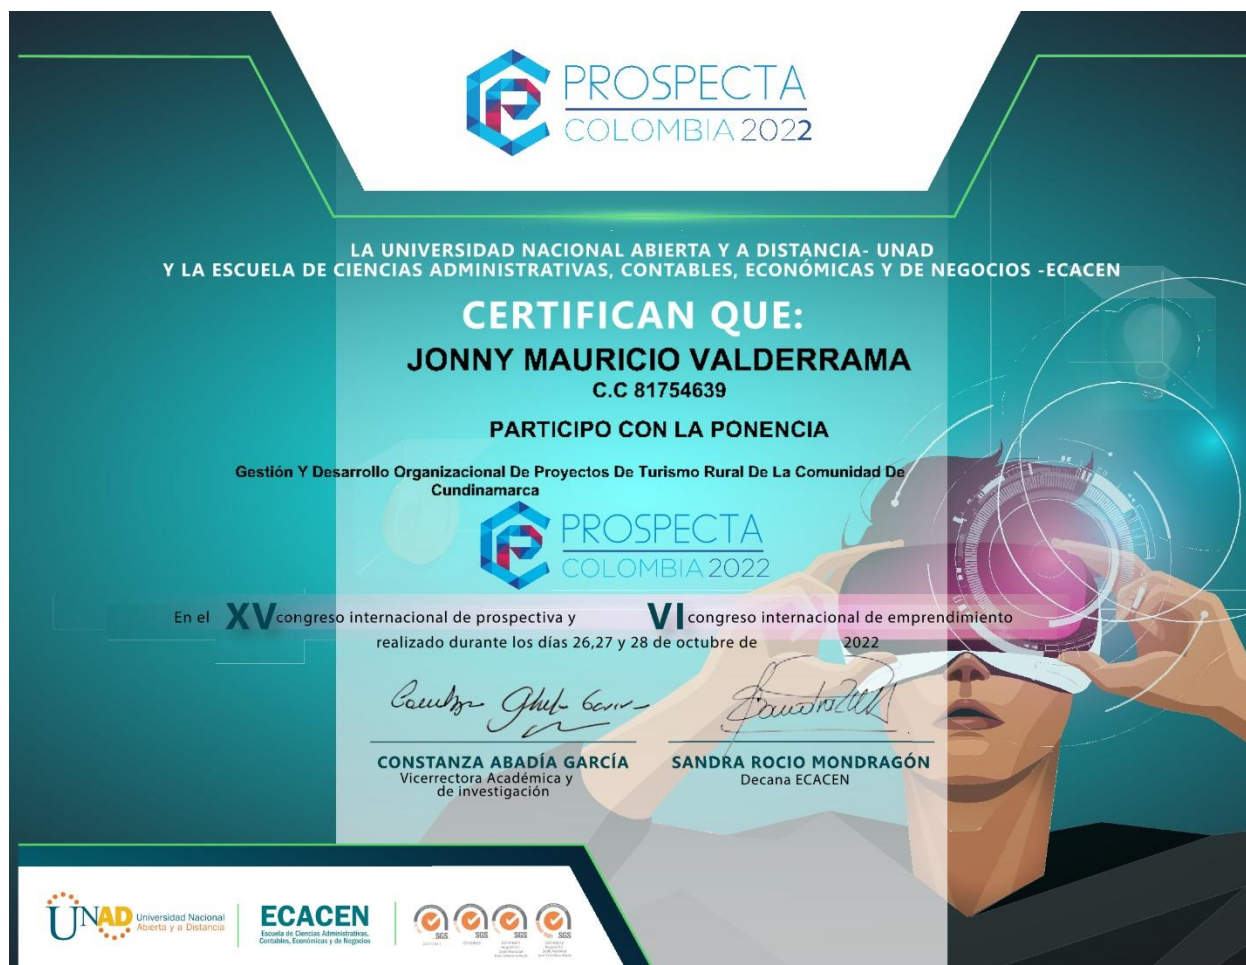 PROSPECTA
COLOMBIA 2022
LA UNIVERSIDAD NACIONAL ABIERTA Y A DISTANCIA- UNAD
Y LA ESCUELA DE CIENCIAS ADMINISTRATIVAS, CONTABLES, ECONÓMICAS Y DE NEGOCIOS -ECACEN
CERTIFICAN QUE:
JONNY MAURICIO VALDERRAMA
C.C 81754639
PARTICIPO CON LA PONENCIA
Gestión Y Desarrollo Organizacional De Proyectos De Turismo Rural De La Comunidad De
Cundinamarca
PROSPECTA
COLOMBIA 2022
En el XV congreso internacional de prospectiva y VI congreso internacional de emprendimiento
realizado durante los días 26,27 y 28 de octubre de 2022
CONSTANZA ABADÍA GARCÍA
Vicerrectora Académica y
de investigación
SANDRA ROCIO MONDRAGÓN
Decana ECACEN
UNAD Universidad Nacional
Abierta y a Distancia
ECACEN
Escuela de Ciencias Administrativas,
Contables, Económicas y de Negocios
SGS SGS SGS SGS